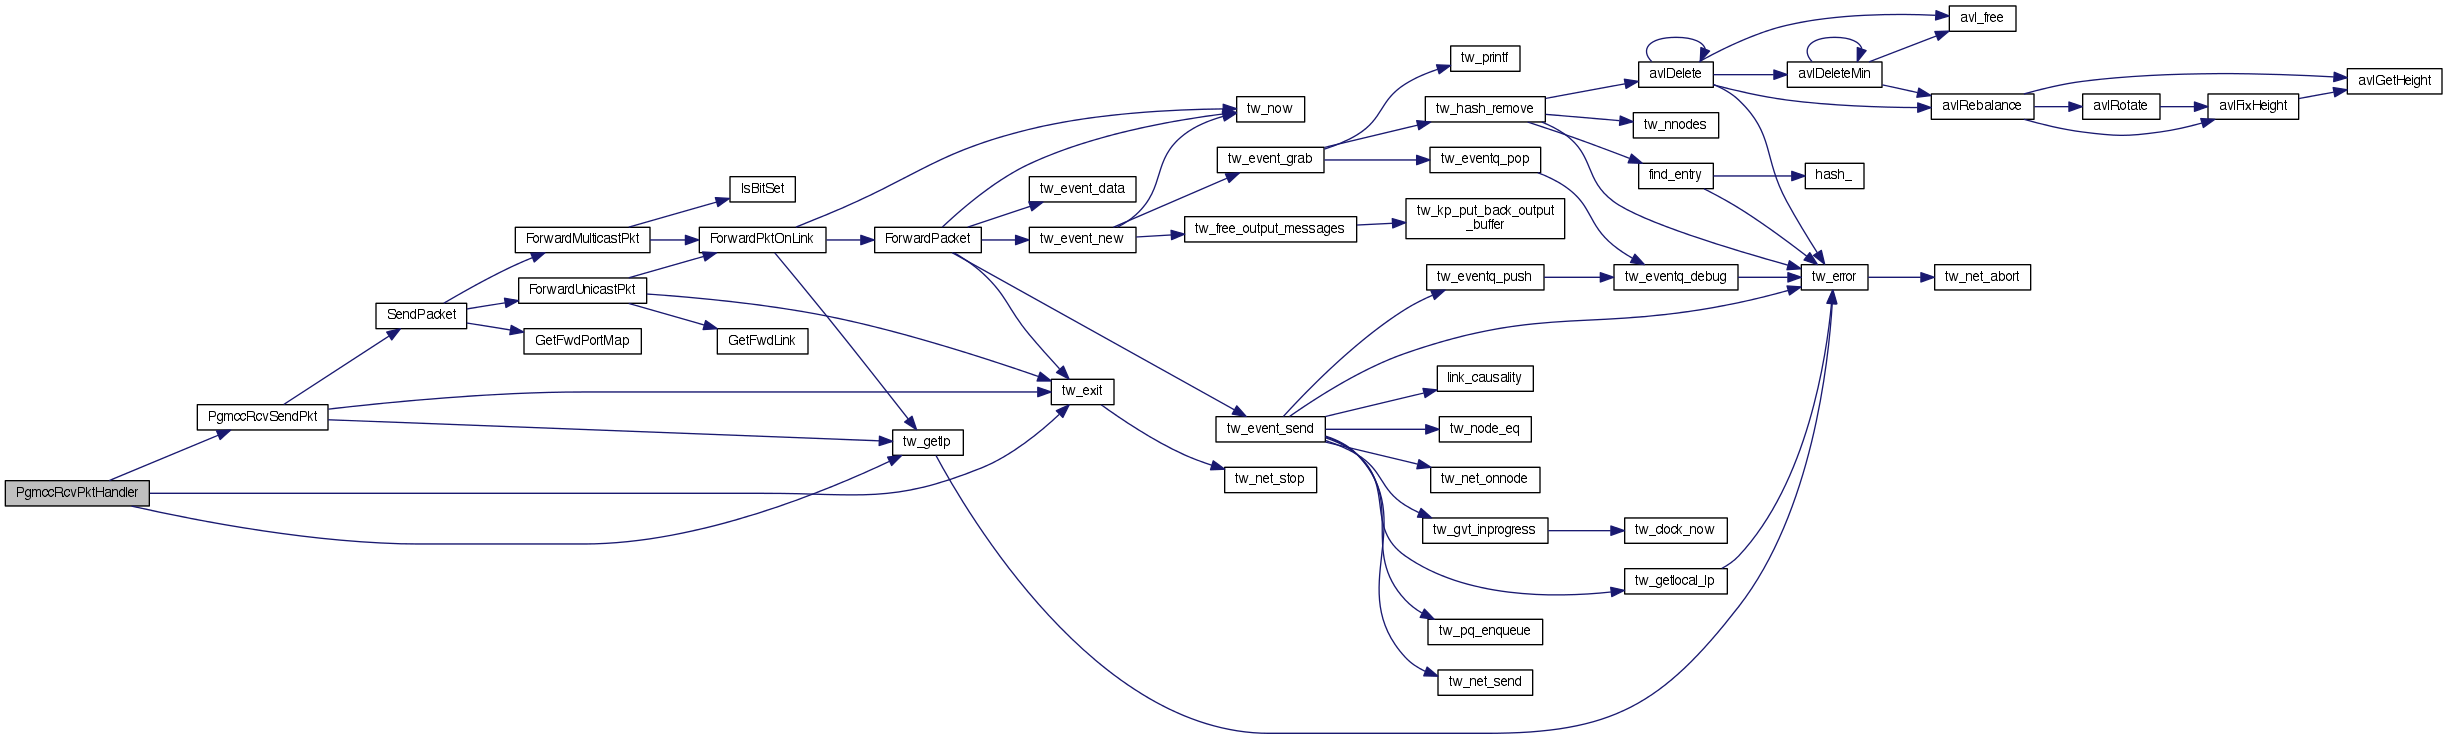 avl_free
tw_printf
avlDelete
avlDeleteMin
avlGetHeight
tw_now
tw_hash_remove
avlRebalance
avlRotate
avlFixHeight
tw_nnodes
tw_event_grab
tw_eventq_pop
find_entry
hash_
IsBitSet
tw_event_data
tw_kp_put_back_output
_buffer
ForwardMulticastPkt
ForwardPktOnLink
ForwardPacket
tw_event_new
tw_free_output_messages
ForwardUnicastPkt
tw_eventq_push
tw_eventq_debug
tw_error
tw_net_abort
SendPacket
GetFwdPortMap
GetFwdLink
tw_exit
link_causality
PgmccRcvSendPkt
tw_getlp
tw_event_send
tw_node_eq
PgmccRcvPktHandler
tw_net_stop
tw_net_onnode
tw_gvt_inprogress
tw_clock_now
tw_getlocal_lp
tw_pq_enqueue
tw_net_send